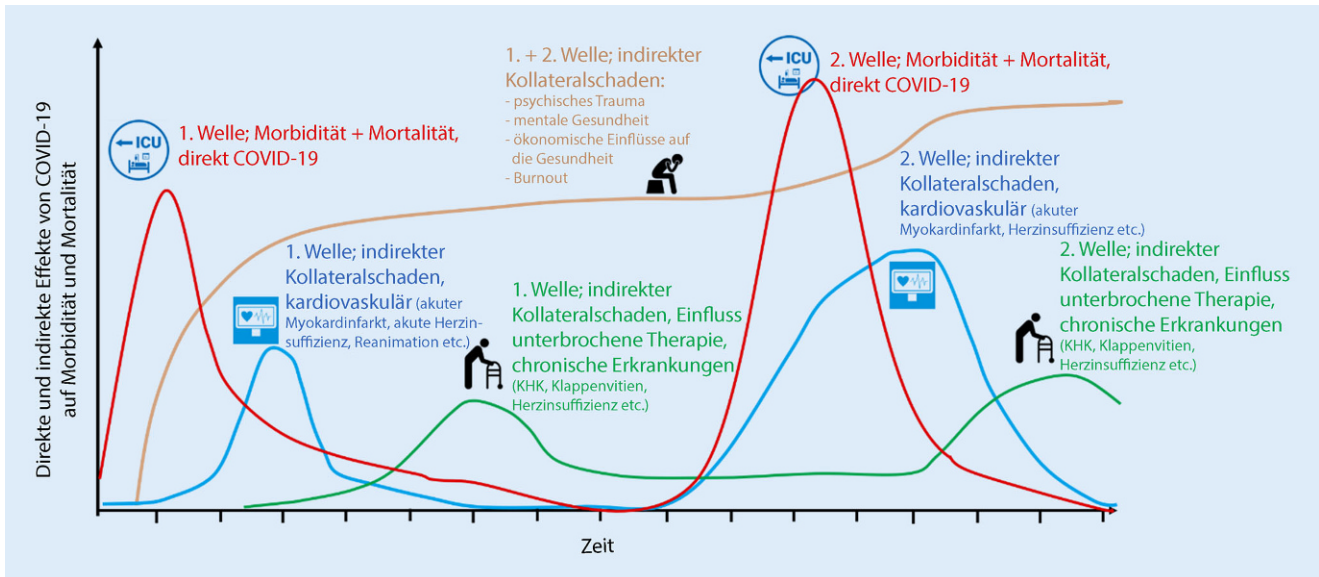 Direkte und indirekte Effekte von COVID-19
auf Morbidität und Mortalität
ICU
1. Welle; Morbidität + Mortalität,
direkt COVID-19
1. Welle; indirekter
Kollateralschaden,
kardiovaskulär (akuter
Myokardinfarkt, akute Herzin-
suffizienz, Reanimation etc.)
1. + 2. Welle; indirekter
Kollateralschaden:
- psychisches Trauma
- mentale Gesundheit
- ökonomische Einflüsse auf
die Gesundheit
- Burnout
1. Welle; indirekter
Kollateralschaden, Einfluss
unterbrochene Therapie,
chronische Erkrankungen
(KHK, Klappenvitien,
Herzinsuffizienz etc.)
ICU
2. Welle; Morbidität + Mortalität,
direkt COVID-19
2. Welle; indirekter
Kollateralschaden,
kardiovaskulär (akuter
Myokardinfarkt, Herzinsuffizienz etc.)
2. Welle; indirekter
Kollateralschaden, Einfluss
unterbrochene Therapie,
chronische Erkrankungen
(KHK, Klappenvitien,
Herzinsuffizienz etc.)
Zeit